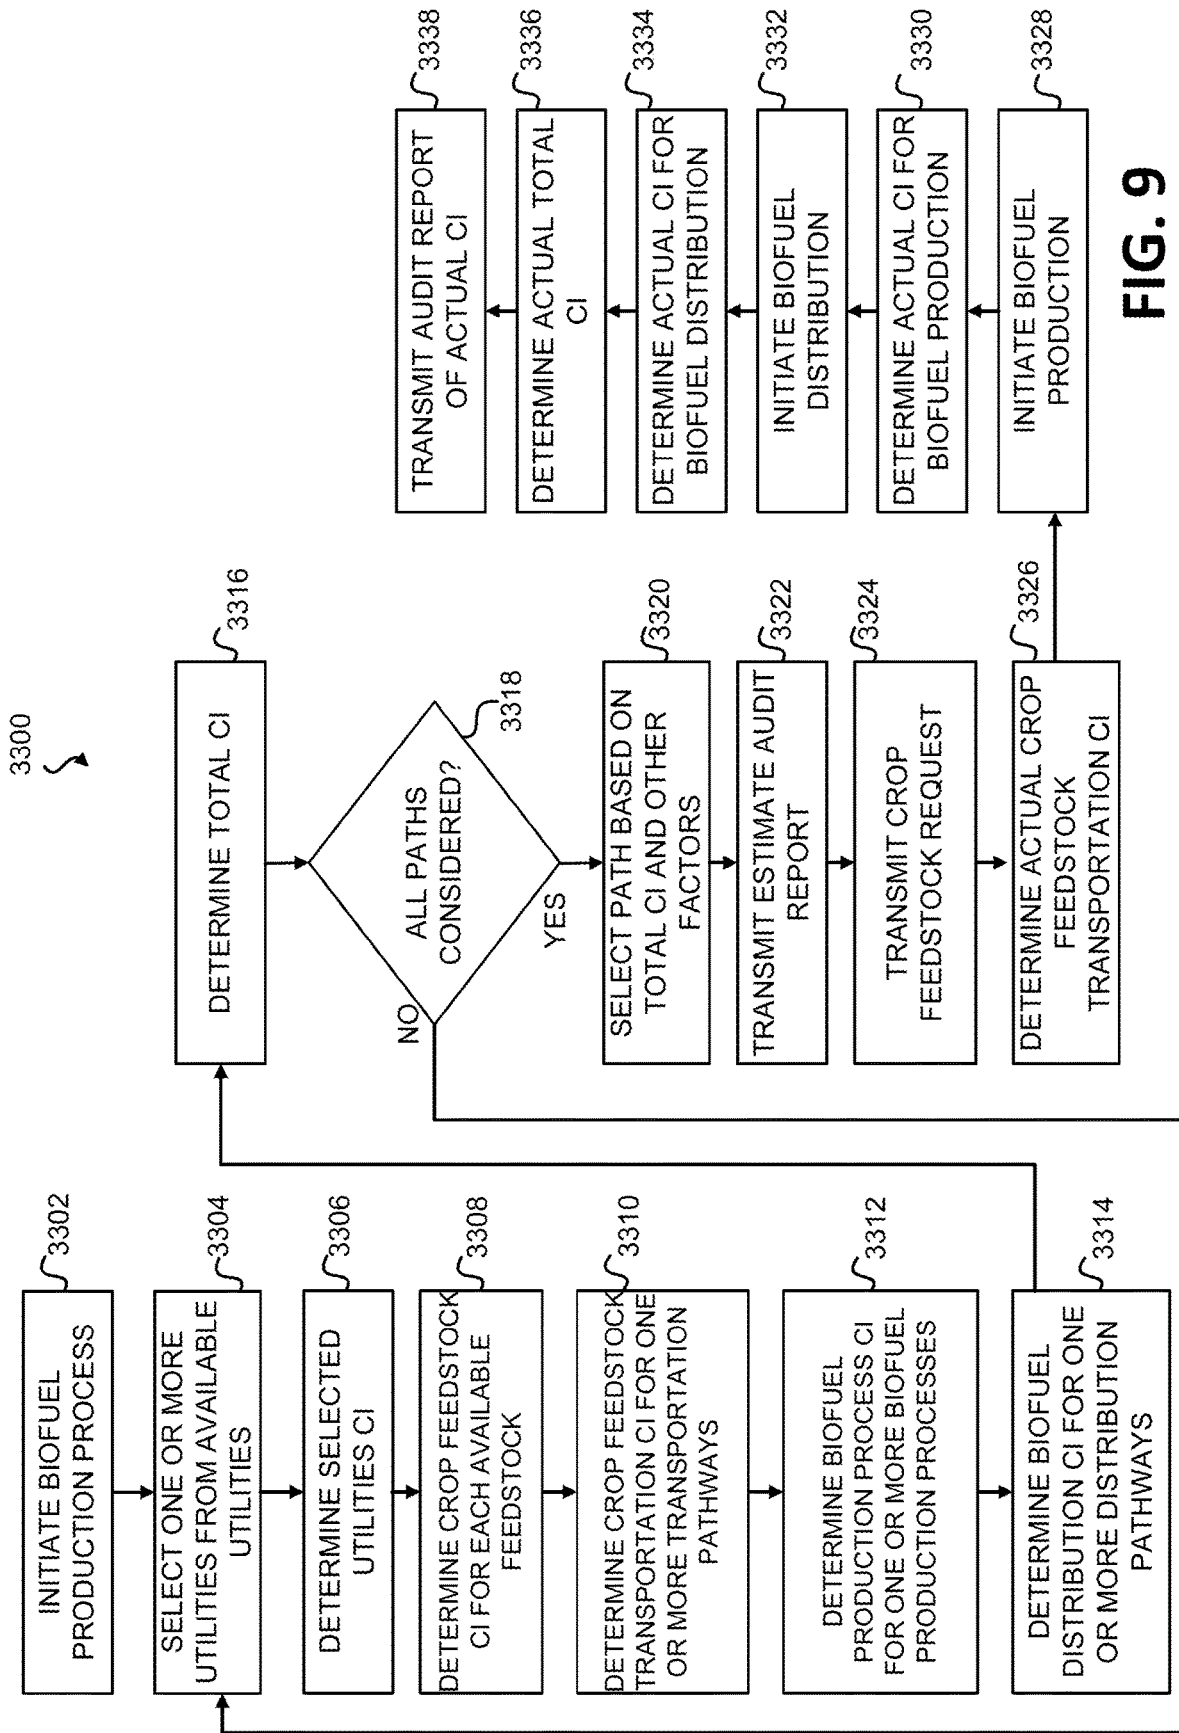 3300
INITIATE BIOFUEL
PRODUCTION PROCESS
3302
SELECT ONE OR MORE
UTILITIES FROM AVAILABLE
UTILITIES
3304
DETERMINE SELECTED
UTILITIES CI
3306
DETERMINE CROP FEEDSTOCK
CI FOR EACH AVAILABLE
FEEDSTOCK
3308
DETERMINE CROP FEEDSTOCK
TRANSPORTATION CI FOR ONE
OR MORE TRANSPORTATION
PATHWAYS
3310
DETERMINE BIOFUEL
PRODUCTION PROCESS CI
FOR ONE OR MORE BIOFUEL
PRODUCTION PROCESSES
3312
DETERMINE BIOFUEL
DISTRIBUTION CI FOR ONE
OR MORE DISTRIBUTION
PATHWAYS
3314
DETERMINE TOTAL CI
3316
ALL PATHS
CONSIDERED?
3318
NO
YES
SELECT PATH BASED ON
TOTAL CI AND OTHER
FACTORS
3320
TRANSMIT ESTIMATE AUDIT
REPORT
3322
TRANSMIT CROP
FEEDSTOCK REQUEST
3324
DETERMINE ACTUAL CROP
FEEDSTOCK
TRANSPORTATION CI
3326
INITIATE BIOFUEL
PRODUCTION
3328
DETERMINE ACTUAL CI FOR
BIOFUEL PRODUCTION
3330
INITIATE BIOFUEL
DISTRIBUTION
3332
DETERMINE ACTUAL CI FOR
BIOFUEL DISTRIBUTION
3334
DETERMINE ACTUAL TOTAL
CI
3336
TRANSMIT AUDIT REPORT
OF ACTUAL CI
3338
FIG. 9